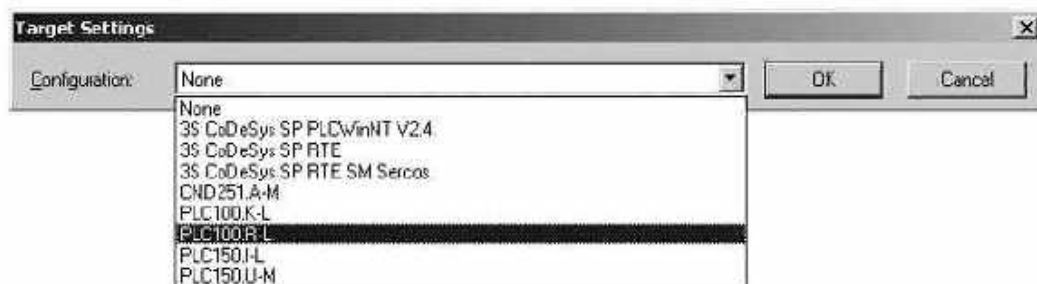 Target Settings
Configuration: None OK Cancel
None
3S CoDeSys SP PLCWinNT V2.4
3S CoDeSys SP RTE
3S CoDeSys SP RTE SM Sercos
CND251.A-M
PLC100.K-L
PLC100.R-L
PLC150.I-L
PLC150.U-M